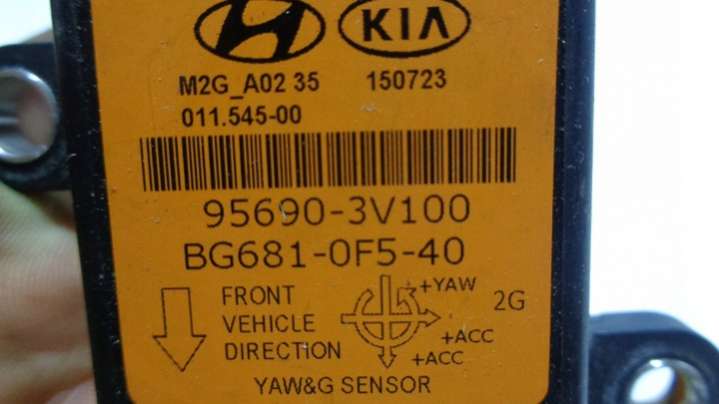 KIA
M2G_A02 35 150723
011.545-00
95690-3V100
BG681-0F5-40
FRONT
VEHICLE
DIRECTION
+YAW
2G
+ACC
+ACC
YAW&G SENSOR